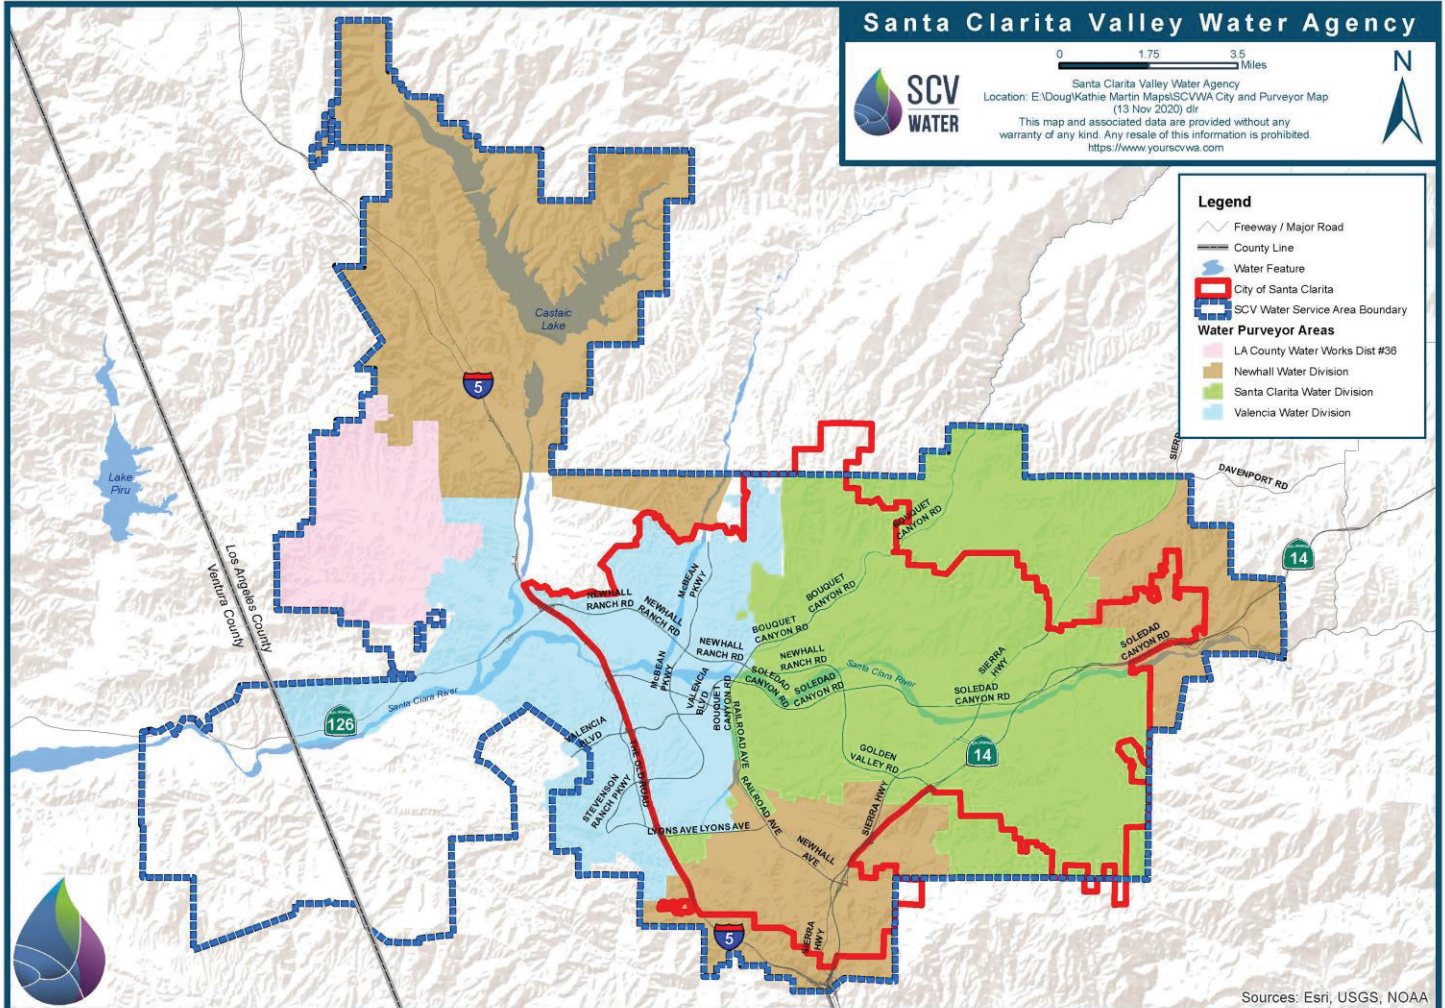 Santa Clarita Valley Water Agency
0 1.75 3.5
Miles
N
SCV
WATER
Santa Clarita Valley Water Agency
Location: E:\Doug\Kathie Martin Maps\SCVWA City and Purveyor Map
(13 Nov 2020) dlr
This map and associated data are provided without any
warranty of any kind. Any resale of this information is prohibited.
https://www.yourscvwa.com
Legend
Freeway / Major Road
County Line
Water Feature
City of Santa Clarita
SCV Water Service Area Boundary
Water Purveyor Areas
LA County Water Works Dist #36
Newhall Water Division
Santa Clarita Water Division
Valencia Water Division
Castaic
Lake
5
SIERR
DAVENPORT RD
Lake
Piru
BOUQUET
CANYON RD
Los Angeles County
Ventura County
14
McBEAN
PKWY
NEWHALL
RANCH RD
NEWHALL
RANCH RD
BOUQUET
CANYON RD
BOUQUET
CANYON RD
NEWHALL
RANCH RD
NEWHALL
RANCH RD
SOLEDAD
CANYON RD
SIERRA
HWY
McBEAN
PKWY
VALENCIA
BLVD
BOUQUET
CANYON RD
SOLEDAD
CANYON RD
SOLEDAD
CANYON RD
Santa Clara River
SOLEDAD
CANYON RD
Santa Clara River
126
VALENCIA
BLVD
THE OLD ROAD
RAILROAD AVE
GOLDEN
VALLEY RD
14
STEVENSON
RANCH PKWY
RAILROAD AVE
SIERRA HWY
LYONS AVE LYONS AVE
NEWHALL
AVE
5
SIERRA
HWY
Sources: Esri, USGS, NOAA